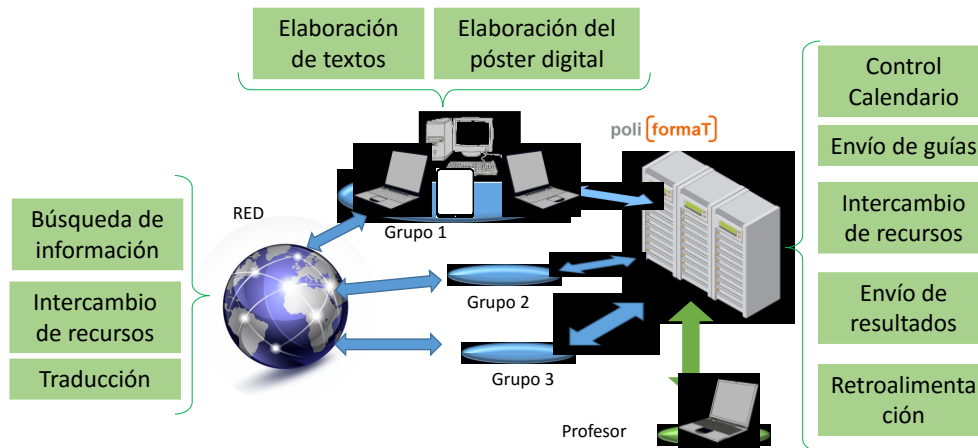 Elaboración
de textos
Elaboración del
póster digital
Control
Calendario
Envío de guías
Intercambio
de recursos
Envío de
resultados
Retroalimenta
ción
poli[formaT]
RED
Búsqueda de
información
Intercambio
de recursos
Traducción
Grupo 1
Grupo 2
Grupo 3
Profesor